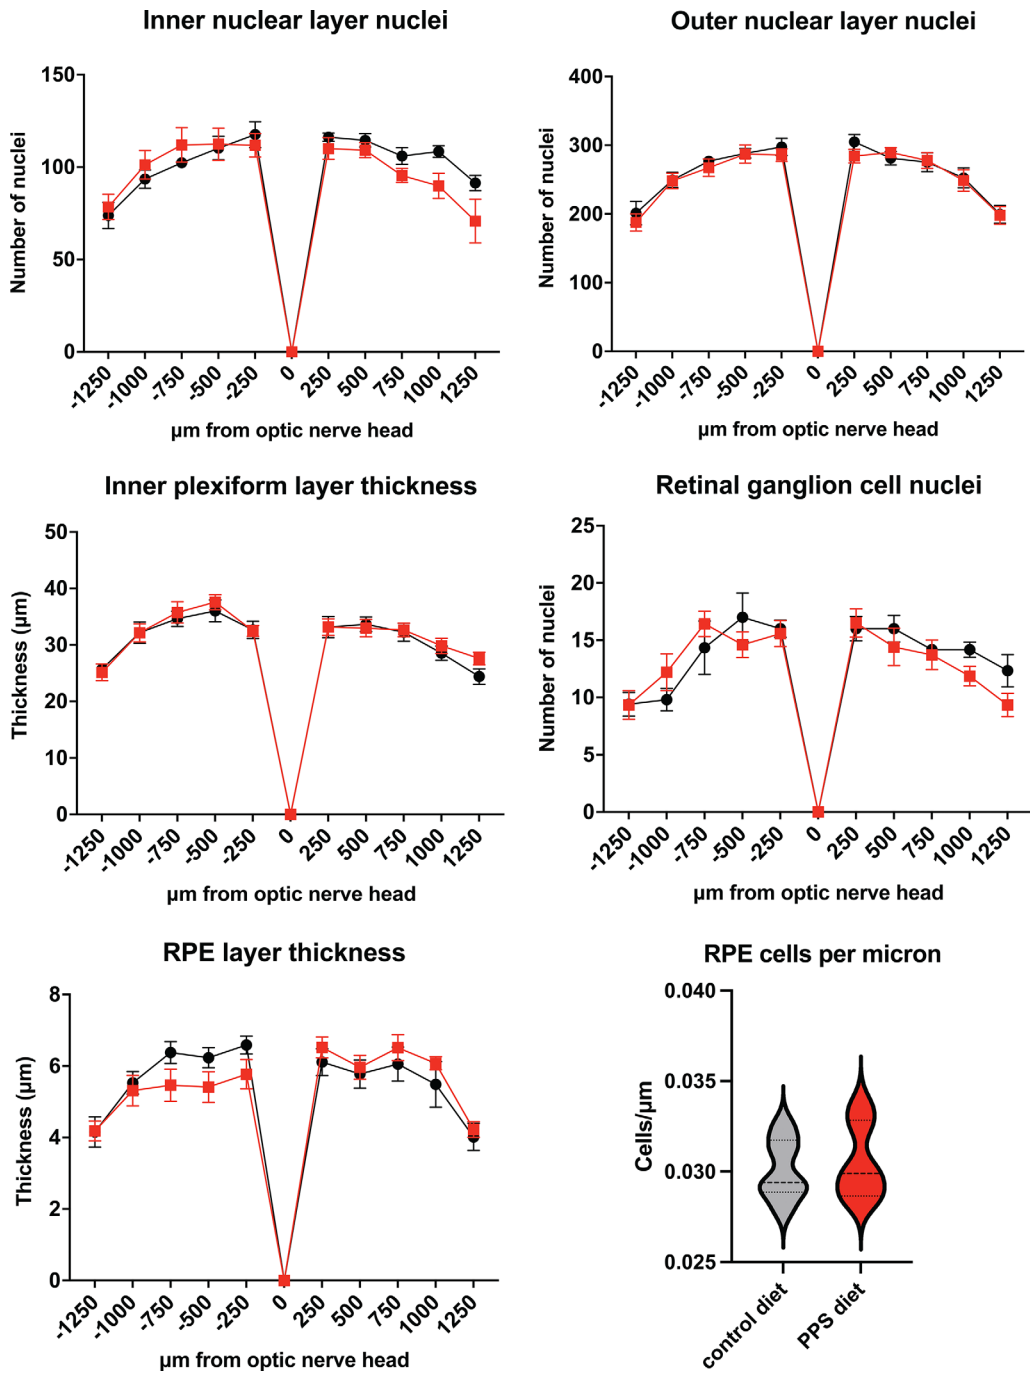 Inner nuclear layer nuclei
Number of nuclei
150
100
50
0
-1250 -1000 -750 -500 -250 0 250 500 750 1000 1250
µm from optic nerve head
Outer nuclear layer nuclei
Number of nuclei
400
300
200
100
0
-1250 -1000 -750 -500 -250 0 250 500 750 1000 1250
µm from optic nerve head
Inner plexiform layer thickness
Thickness (µm)
50
40
30
20
10
0
-1250 -1000 -750 -500 -250 0 250 500 750 1000 1250
µm from optic nerve head
Retinal ganglion cell nuclei
Number of nuclei
25
20
15
10
5
0
-1250 -1000 -750 -500 -250 0 250 500 750 1000 1250
µm from optic nerve head
RPE layer thickness
Thickness (µm)
8
6
4
2
0
-1250 -1000 -750 -500 -250 0 250 500 750 1000 1250
µm from optic nerve head
RPE cells per micron
Cells/µm
0.040
0.035
0.030
0.025
control diet
PPS diet